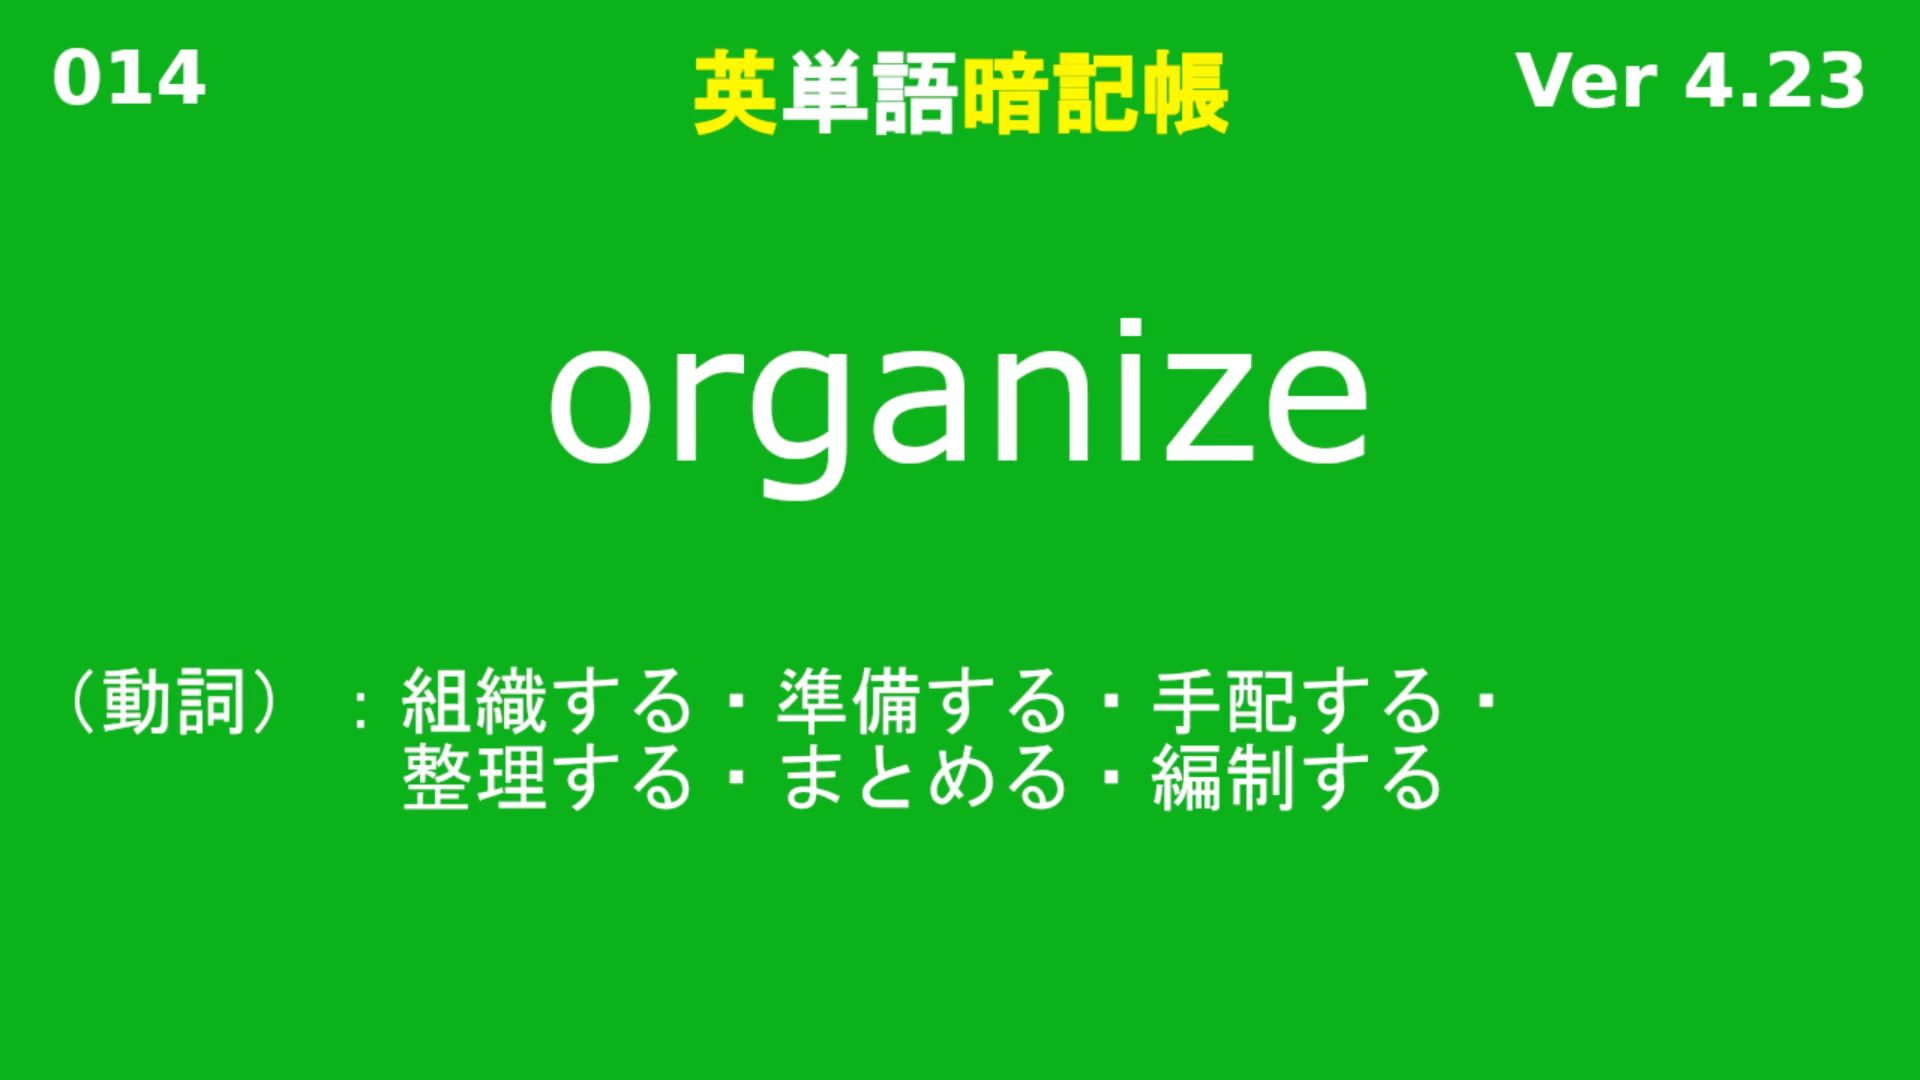 014
英単語暗記帳
Ver 4.23
organize
（動詞）：組織する・準備する・手配する・
整理する・まとめる・編制する